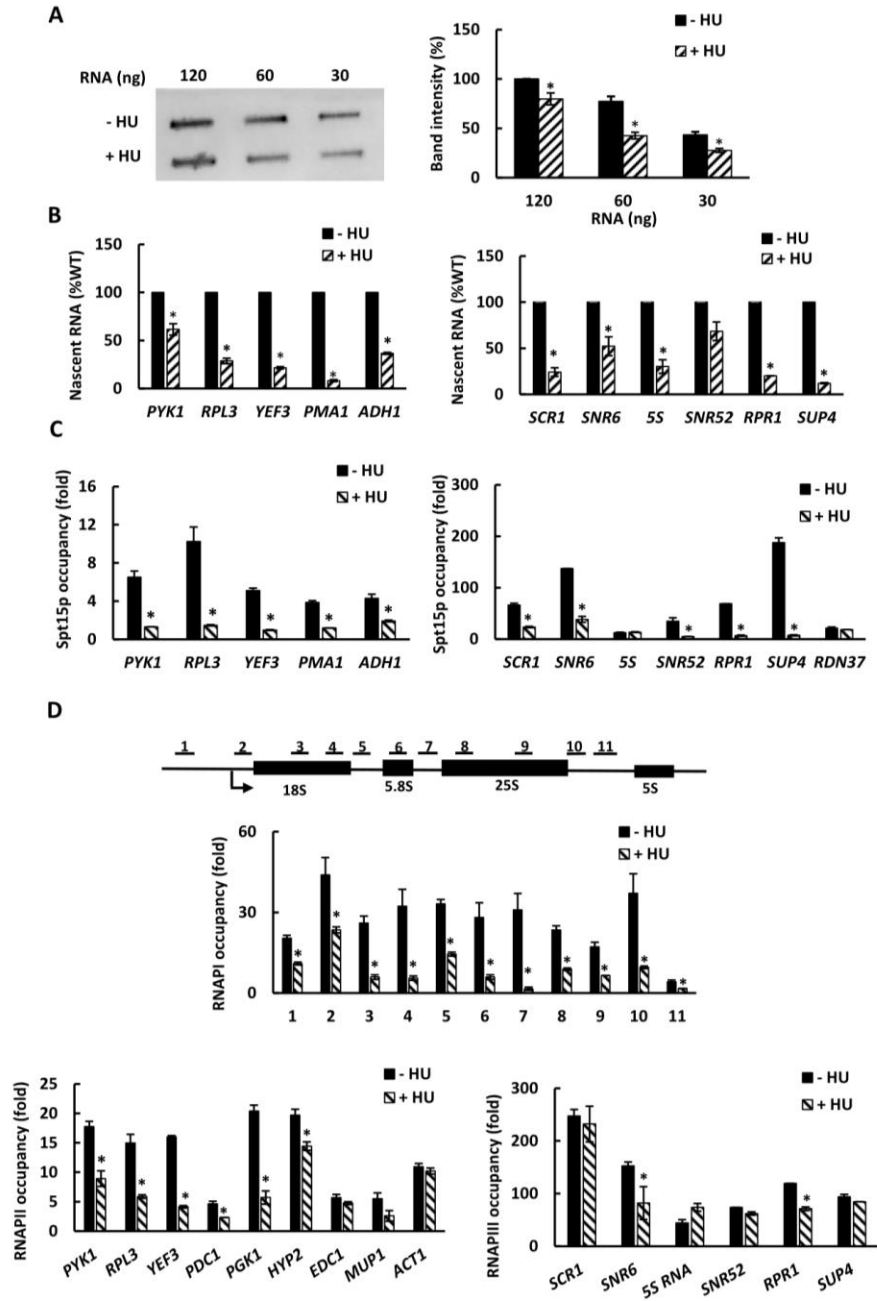 A
RNA (ng) 120 60 30
- HU
+ HU
Band intensity (%)
150
100
50
0
- HU
+ HU
* * *
120 60 30
RNA (ng)
B
Nascent RNA (%WT)
150
100
50
0
- HU
+ HU
* * * * *
PYK1 RPL3 YEF3 PMA1 ADH1
Nascent RNA (%WT)
150
100
50
0
- HU
+ HU
* * * * *
SCR1 SNR6 5S SNR52 RPR1 SUP4
C
Spt15p occupancy (fold)
16
12
8
4
0
- HU
+ HU
* * * * *
PYK1 RPL3 YEF3 PMA1 ADH1
Spt15p occupancy (fold)
300
200
100
0
- HU
+ HU
* * * * *
SCR1 SNR6 5S SNR52 RPR1 SUP4 RDN37
D
1 2 3 4 5 6 7 8 9 10 11
18S 5.8S 25S 5S
RNAPI occupancy (fold)
60
30
0
- HU
+ HU
* * * * * * * * * * *
1 2 3 4 5 6 7 8 9 10 11
RNAPII occupancy (fold)
25
20
15
10
5
0
- HU
+ HU
* * * * * *
PYK1 RPL3 YEF3 PDC1 PGK1 HYP2 EDC1 MUP1 ACT1
RNAPIII occupancy (fold)
300
200
100
0
- HU
+ HU
* *
SCR1 SNR6 5S RNA SNR52 RPR1 SUP4